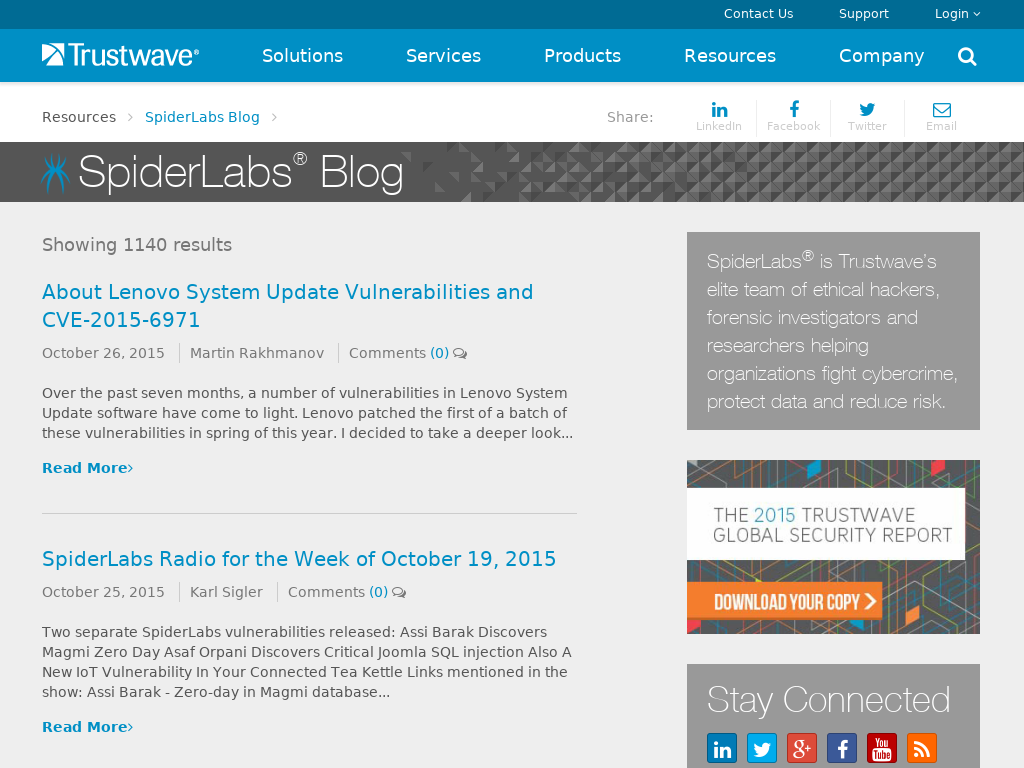 Contact Us Support Login
Trustwave® Solutions Services Products Resources Company
Resources SpiderLabs Blog Share: LinkedIn Facebook Twitter Email
SpiderLabs® Blog
Showing 1140 results
About Lenovo System Update Vulnerabilities and
CVE-2015-6971
October 26, 2015 Martin Rakhmanov Comments (0)
Over the past seven months, a number of vulnerabilities in Lenovo System
Update software have come to light. Lenovo patched the first of a batch of
these vulnerabilities in spring of this year. I decided to take a deeper look...
Read More
SpiderLabs Radio for the Week of October 19, 2015
October 25, 2015 Karl Sigler Comments (0)
Two separate SpiderLabs vulnerabilities released: Assi Barak Discovers
Magmi Zero Day Asaf Orpani Discovers Critical Joomla SQL injection Also A
New IoT Vulnerability In Your Connected Tea Kettle Links mentioned in the
show: Assi Barak - Zero-day in Magmi database...
Read More
SpiderLabs® is Trustwave's
elite team of ethical hackers,
forensic investigators and
researchers helping
organizations fight cybercrime,
protect data and reduce risk.
THE 2015 TRUSTWAVE
GLOBAL SECURITY REPORT
DOWNLOAD YOUR COPY
Stay Connected
You
Tube